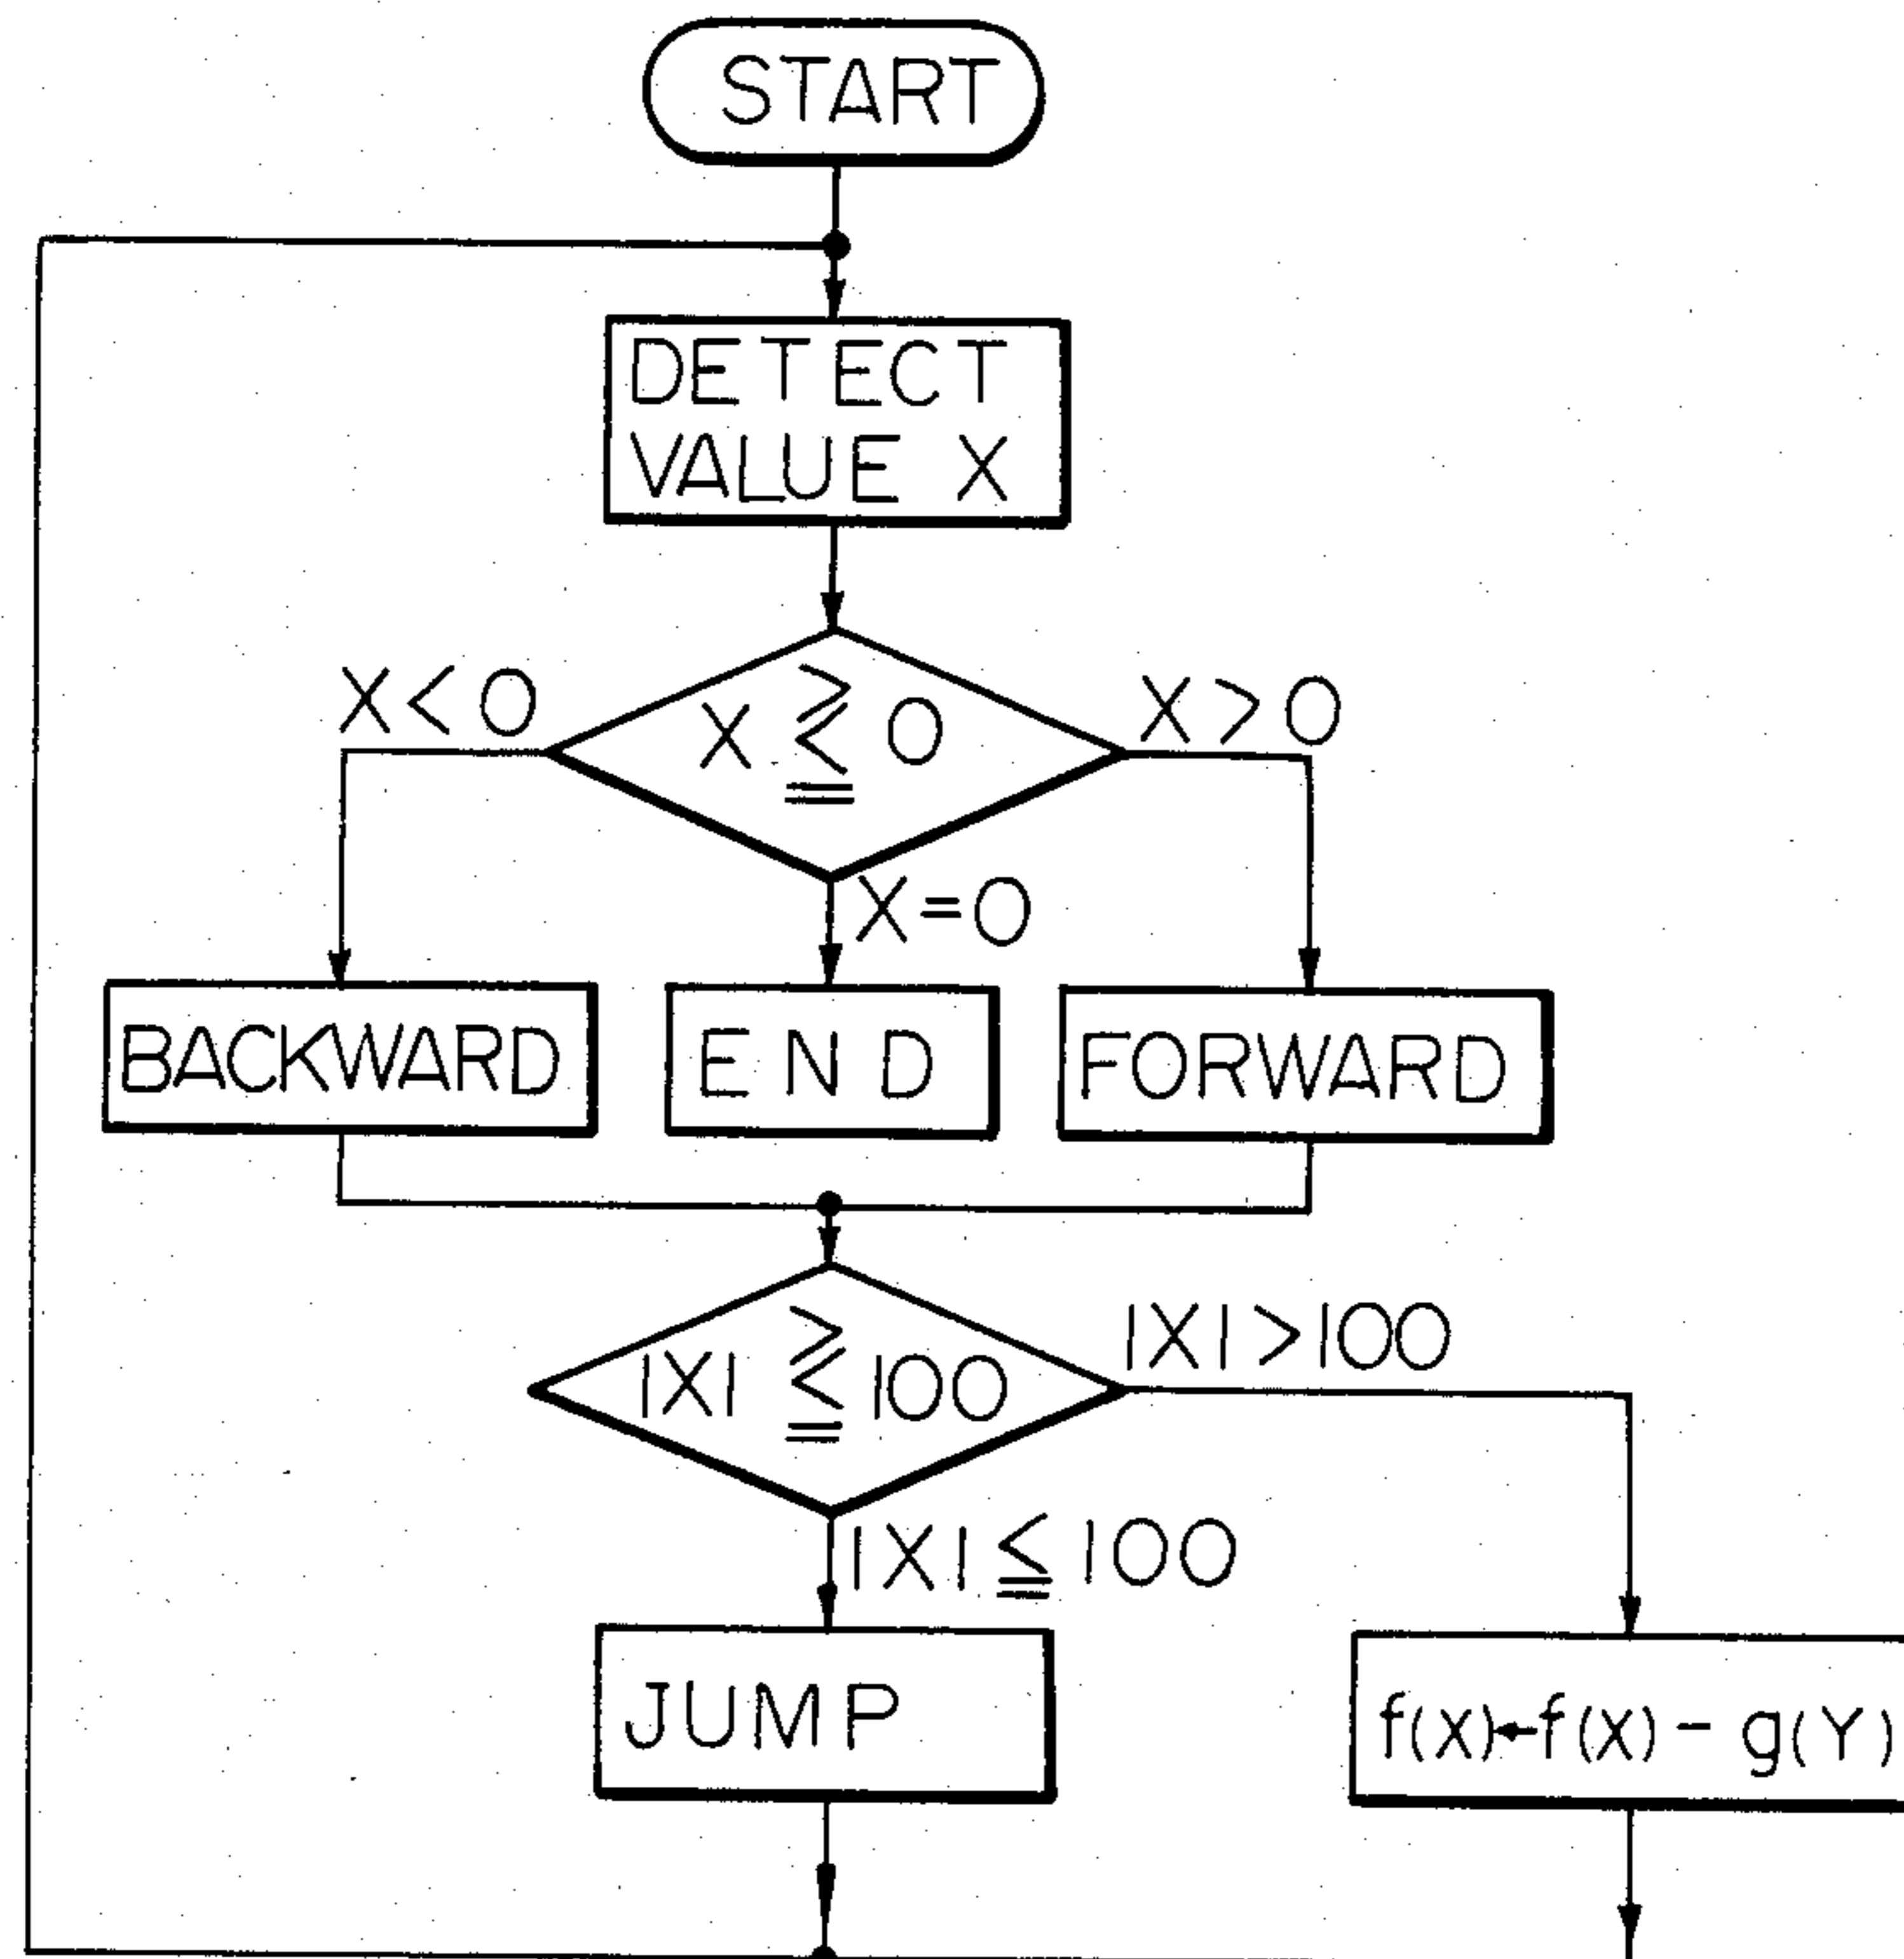 START
DETECT
VALUE X
X<0
X⪌0
X>0
X=0
BACKWARD
END
FORWARD
|X|⪌100
|X|>100
|X|≦100
JUMP
f(X)←f(X)-g(Y)